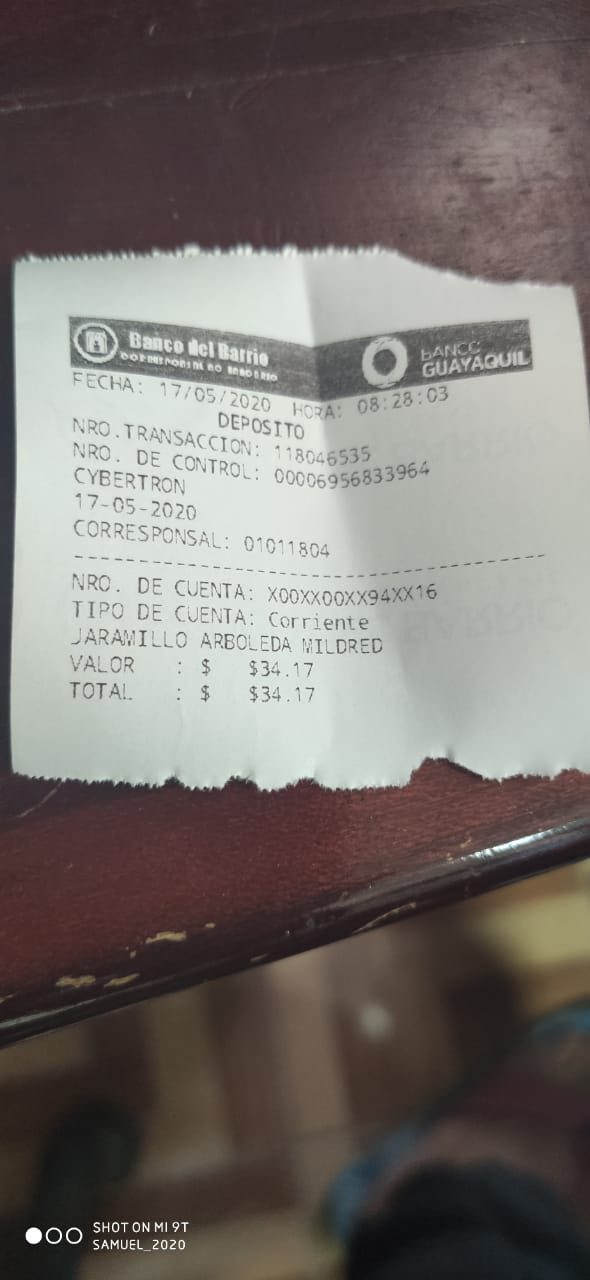 Banco del Barrio
BANCO
GUAYAQUIL
FECHA: 17/05/2020 HORA: 08:28:03
DEPOSITO
NRO.TRANSACCION: 118046535
NRO. DE CONTROL: 00006956833964
CYBERTRON
17-05-2020
CORRESPONSAL: 01011804
NRO. DE CUENTA: X00XX00XX94XX16
TIPO DE CUENTA: Corriente
JARAMILLO ARBOLEDA MILDRED
VALOR : $ $34.17
TOTAL : $ $34.17
SHOT ON MI 9T
SAMUEL_2020